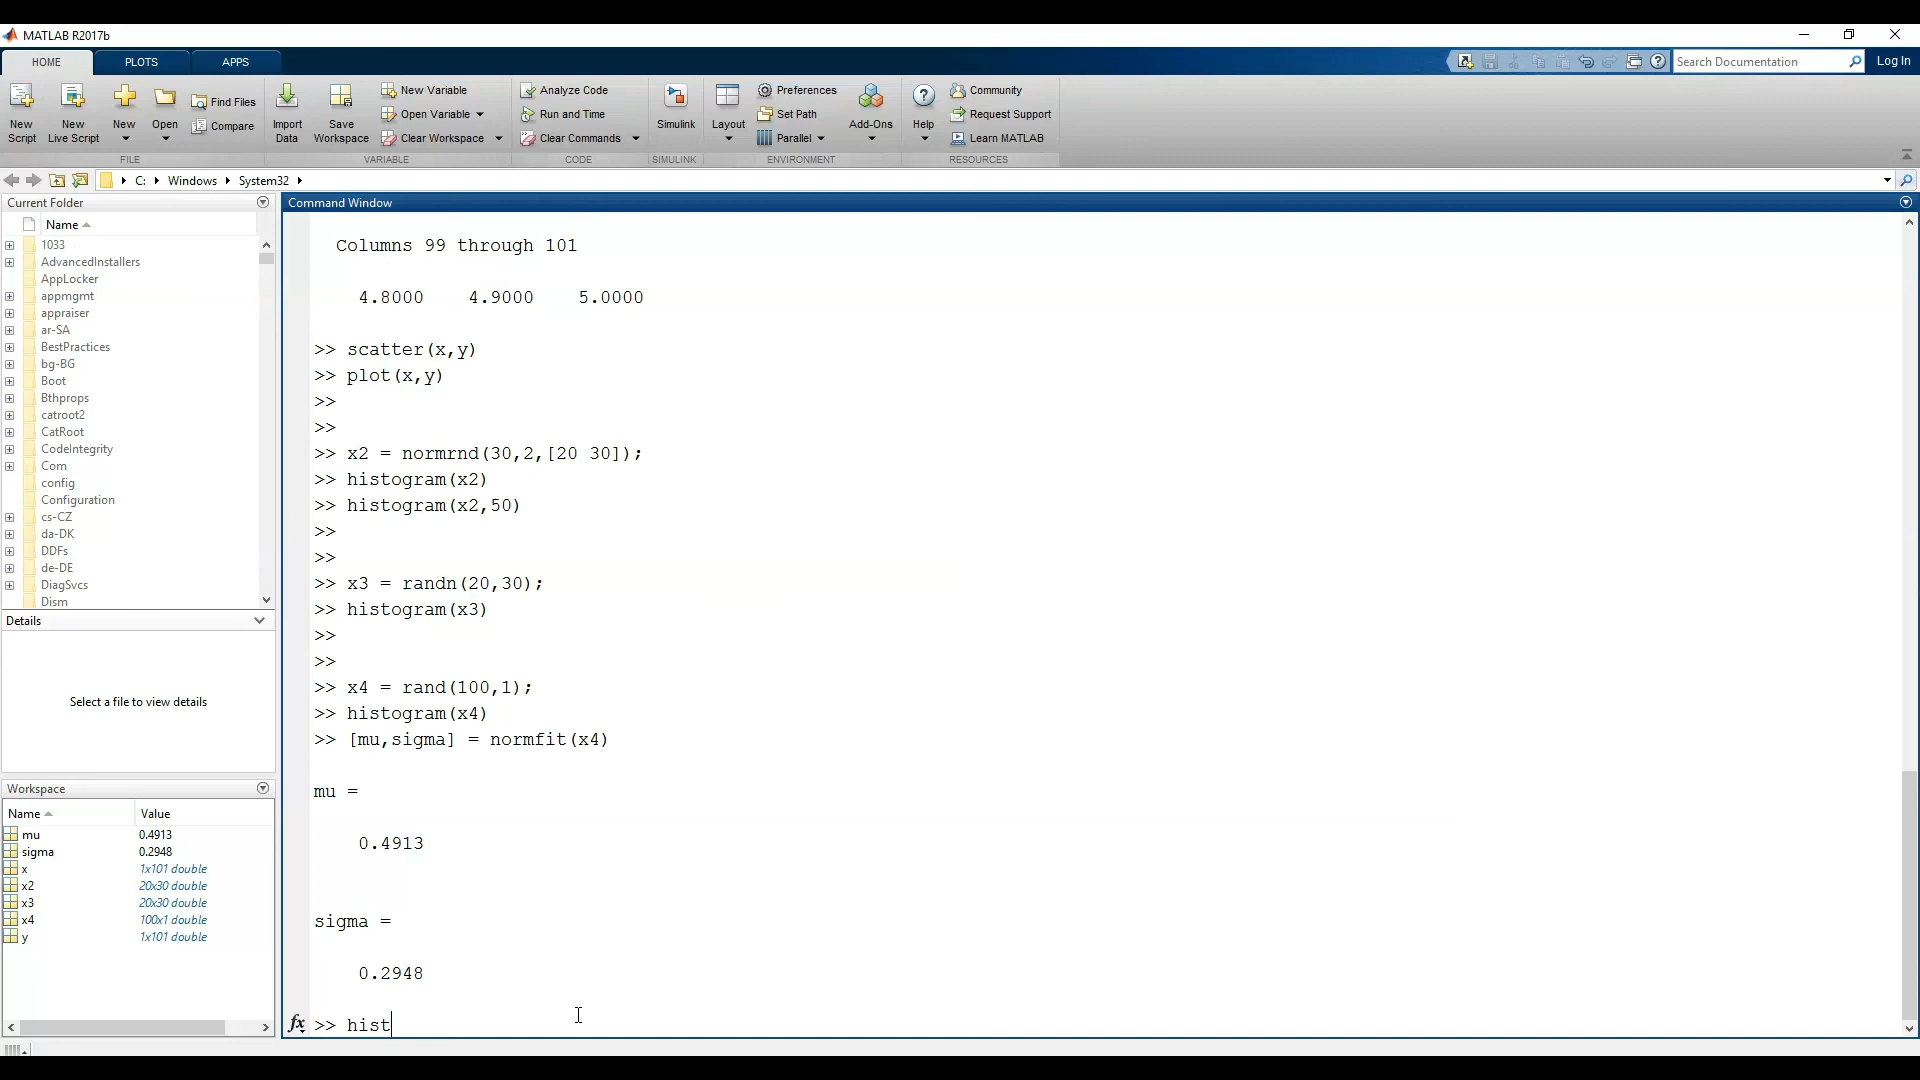 MATLAB R2017b
HOME PLOTS APPS
Search Documentation Log In
New Script
New Live Script
New
Open
Find Files
Compare
Import Data
Save Workspace
New Variable
Open Variable
Clear Workspace
Analyze Code
Run and Time
Clear Commands
Simulink
Layout
Preferences
Set Path
Parallel
Add-Ons
Help
Community
Request Support
Learn MATLAB
FILE VARIABLE CODE SIMULINK ENVIRONMENT RESOURCES
C: Windows System32
Current Folder
Name
1033
AdvancedInstallers
AppLocker
appmgmt
appraiser
ar-SA
BestPractices
bg-BG
Boot
Bthprops
catroot2
CatRoot
CodeIntegrity
Com
config
Configuration
cs-CZ
da-DK
DDFs
de-DE
DiagSvcs
Dism
Details
Select a file to view details
Workspace
Name Value
mu 0.4913
sigma 0.2948
x 1x101 double
x2 20x30 double
x3 20x30 double
x4 100x1 double
y 1x101 double
Command Window
Columns 99 through 101
4.8000 4.9000 5.0000
>> scatter(x,y)
>> plot(x,y)
>>
>>
>> x2 = normrnd(30,2,[20 30]);
>> histogram(x2)
>> histogram(x2,50)
>>
>>
>> x3 = randn(20,30);
>> histogram(x3)
>>
>>
>> x4 = rand(100,1);
>> histogram(x4)
>> [mu,sigma] = normfit(x4)
mu =
0.4913
sigma =
0.2948
fx >> hist